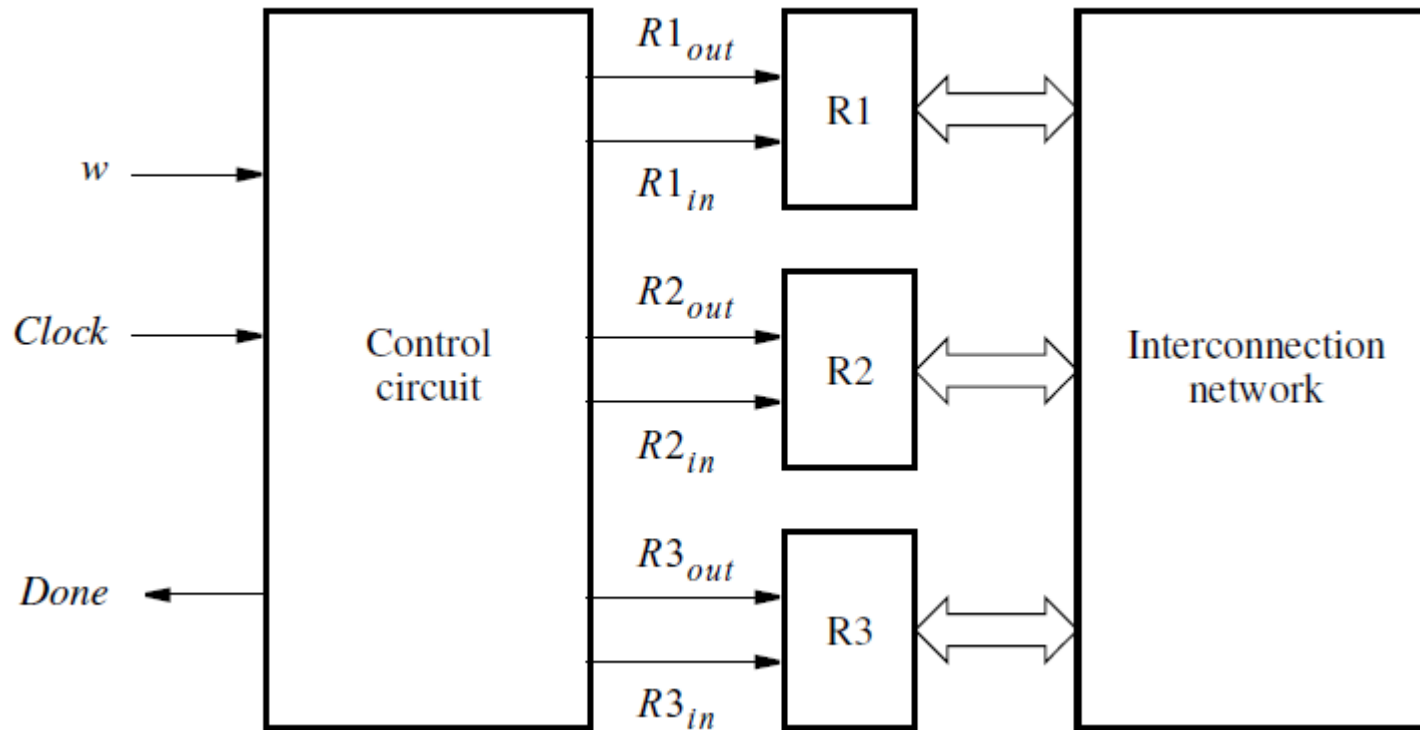 R1out
R1
w
R1in
R2out
Clock
Control
circuit
R2
Interconnection
network
R2in
R3out
Done
R3
R3in